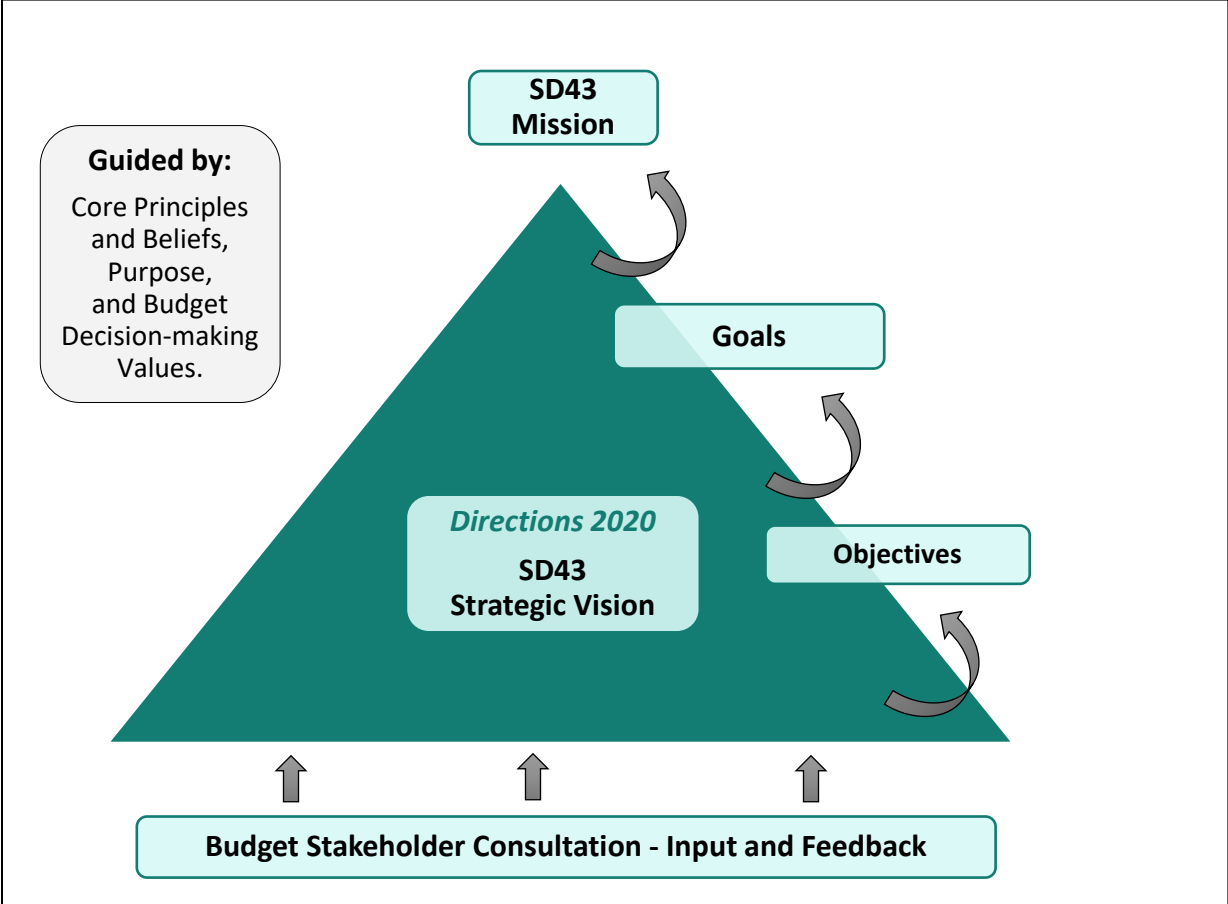 SD43
Mission
Guided by:
Core Principles
and Beliefs,
Purpose,
and Budget
Decision-making
Values.
Goals
Directions 2020
SD43
Strategic Vision
Objectives
Budget Stakeholder Consultation - Input and Feedback